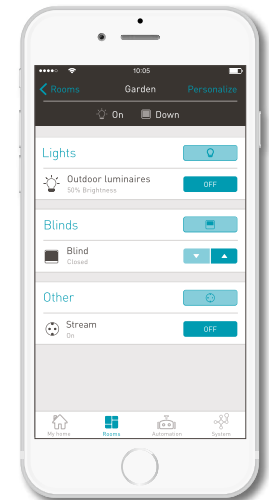 10:05
Rooms Garden Personalize
On Down
Lights
Outdoor luminaires OFF
50% Brightness
Blinds
Blind
Closed
Other
Stream OFF
On
My home Rooms Automation System